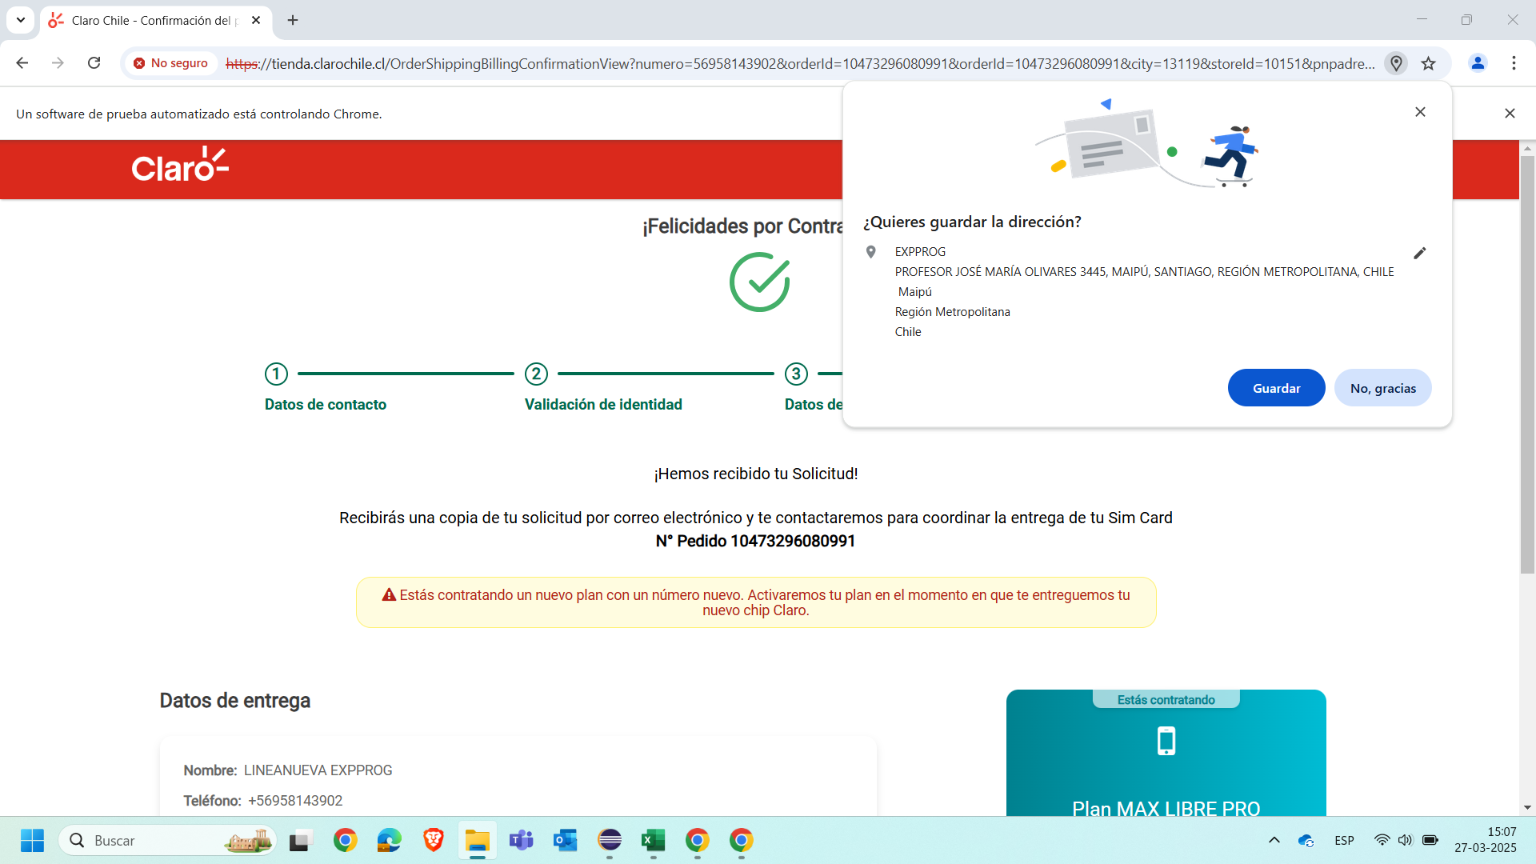 Claro Chile - Confirmación del p
No seguro
https://tienda.clarochile.cl/OrderShippingBillingConfirmationView?numero=56958143902&orderId=10473296080991&orderId=10473296080991&city=13119&storeId=10151&pnpadre...
Un software de prueba automatizado está controlando Chrome.
Claro
¿Quieres guardar la dirección?
EXPPROG
PROFESOR JOSÉ MARÍA OLIVARES 3445, MAIPÚ, SANTIAGO, REGIÓN METROPOLITANA, CHILE
Maipú
Región Metropolitana
Chile
Guardar
No, gracias
¡Felicidades por Contra
1
2
3
Datos de contacto
Validación de identidad
Datos de
¡Hemos recibido tu Solicitud!
Recibirás una copia de tu solicitud por correo electrónico y te contactaremos para coordinar la entrega de tu Sim Card
N° Pedido 10473296080991
Estás contratando un nuevo plan con un número nuevo. Activaremos tu plan en el momento en que te entreguemos tu
nuevo chip Claro.
Datos de entrega
Nombre: LINEANUEVA EXPPROG
Teléfono: +56958143902
Estás contratando
Plan MAX LIBRE PRO
Buscar
ESP
15:07
27-03-2025